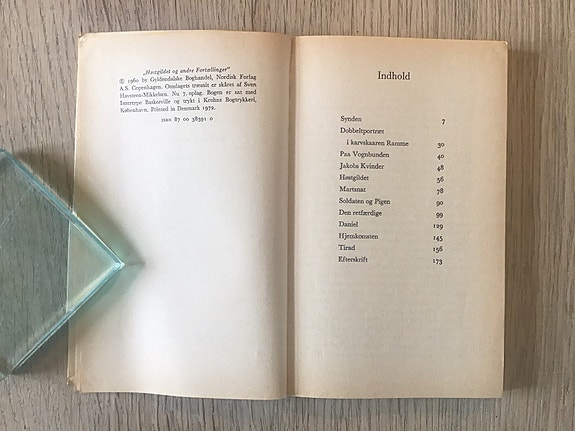 „Høstgildet og andre Fortællinger"
© 1960 by Gyldendalske Boghandel, Nordisk Forlag
A.S. Copenhagen. Omslagets træsnit er skåret af Sven
Havsteen-Mikkelsen. Nu 7. oplag. Bogen er sat med
Intertype Baskerville og trykt i Krohns Bogtrykkeri,
København. Printed in Denmark 1972.
ISBN 87 00 38391 0
Indhold
Synden 7
Dobbeltportræt
i karvskaaren Ramme 30
Paa Vognbunden 40
Jakobs Kvinder 48
Høstgildet 56
Martsnat 78
Soldaten og Pigen 90
Den retfærdige 99
Daniel 129
Hjemkomsten 145
Tirad 156
Efterskrift 173